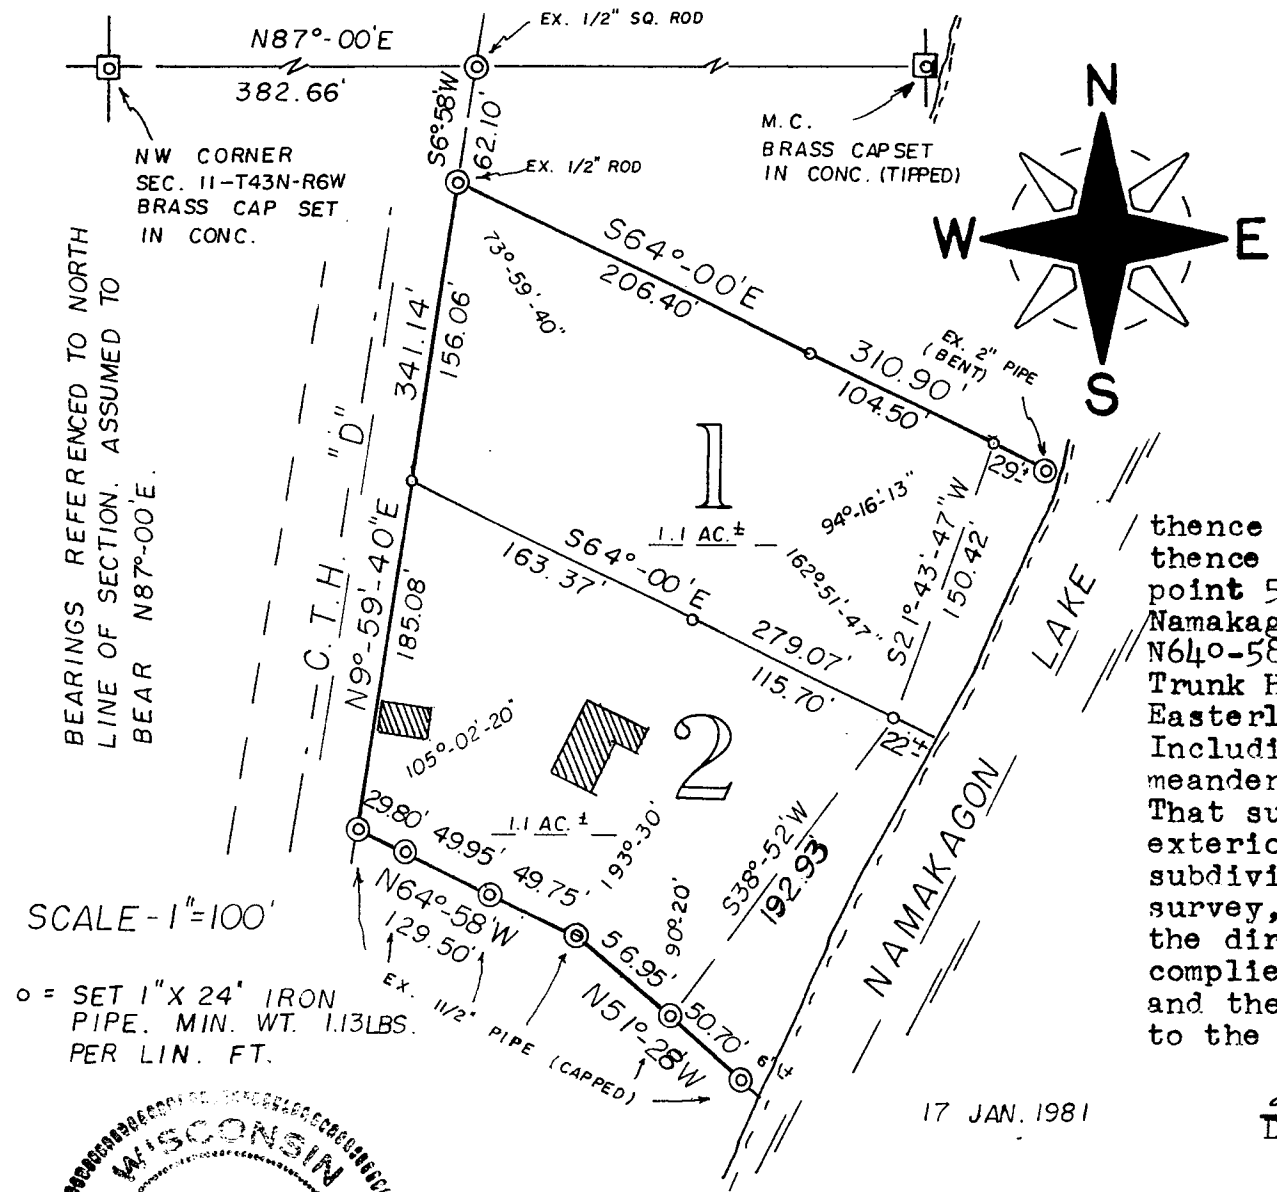 EX. 1/2" SQ. ROD
N87°-00'E
382.66'
NW CORNER
SEC. 11-T43N-R6W
BRASS CAP SET
IN CONC.
S6°-58'W
62.10'
EX. 1/2" ROD
M.C.
BRASS CAP SET
IN CONC. (TIPPED)
N
W
E
S
BEARINGS REFERENCED TO NORTH
LINE OF SECTION. ASSUMED TO
BEAR N87°-00'E.
73°-59'-40"
S64°-00'E
206.40'
310.90'
104.50'
EX. 2" PIPE
(BENT)
29'±
341.14'
156.06'
C.T.H. "D"
N9°-59'-40"E
185.08'
1
1.1 AC.±
94°-16'-13"
162°-51'-47"
S21°-43'-47"W
150.42'
S64°-00'E
163.37'
279.07'
115.70'
22'±
LAKE
NAMAKAGON
105°-02'-20"
2
1.1 AC.±
193°-30'
S38°-52'W
192.93'
90°-20'
29.80'
49.95'
49.75'
N64°-58'W
129.50'
56.95'
N51°-28'W
50.70'
6'±
EX. 1 1/2" PIPE (CAPPED)
SCALE-1"=100'
o = SET 1"X 24" IRON
PIPE. MIN. WT. 1.13LBS.
PER LIN. FT.
WISCONSIN
17 JAN. 1981
thence
thence
point 5
Namakag
N64°-58
Trunk H
Easterl
Includi
meander
That su
exterio
subdivi
survey,
the dir
complie
and the
to the